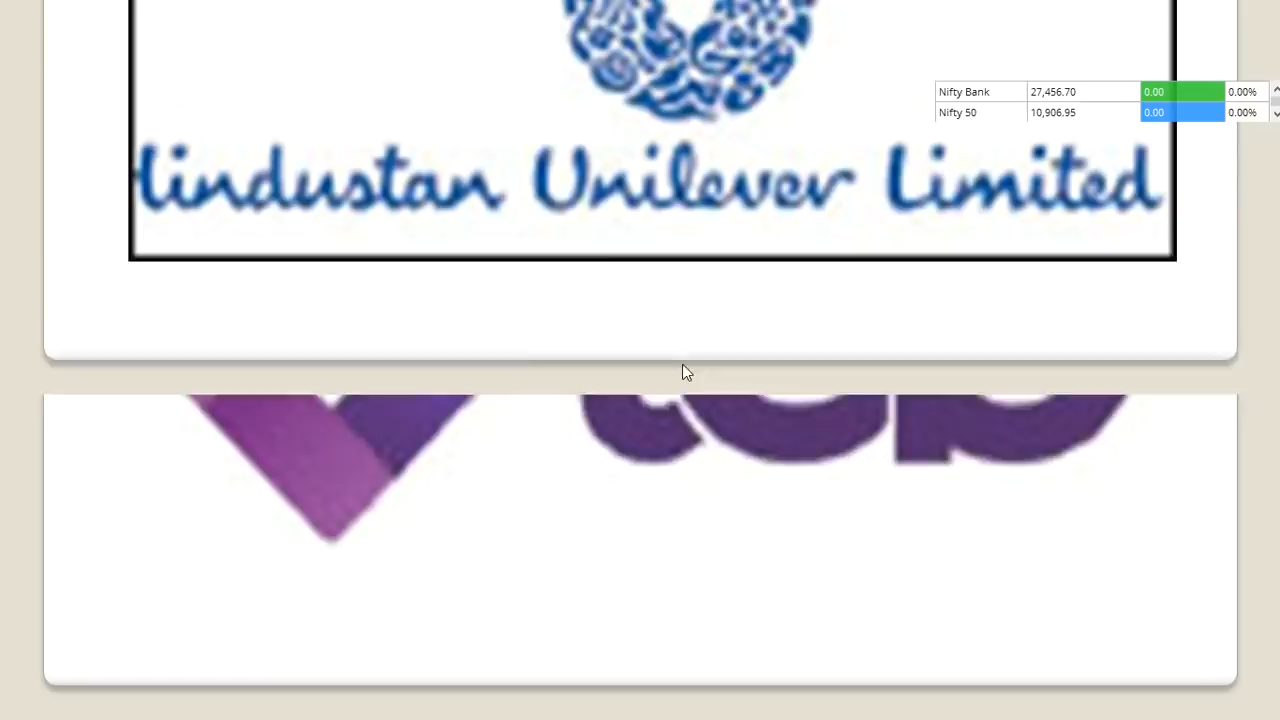 Nifty Bank 27,456.70 0.00 0.00%
Nifty 50 10,906.95 0.00 0.00%
Hindustan Unilever Limited